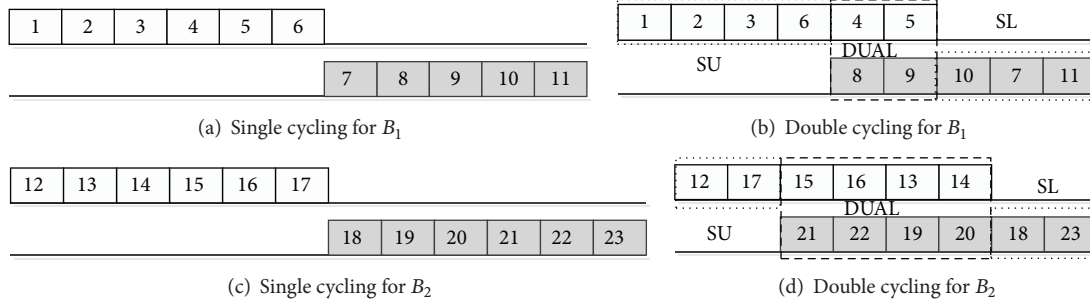 1 2 3 4 5 6
7 8 9 10 11
(a) Single cycling for B1
1 2 3 6 4 5 SL
SU DUAL
8 9 10 7 11
(b) Double cycling for B1
12 13 14 15 16 17
18 19 20 21 22 23
(c) Single cycling for B2
12 17 15 16 13 14 SL
DUAL
SU 21 22 19 20 18 23
(d) Double cycling for B2